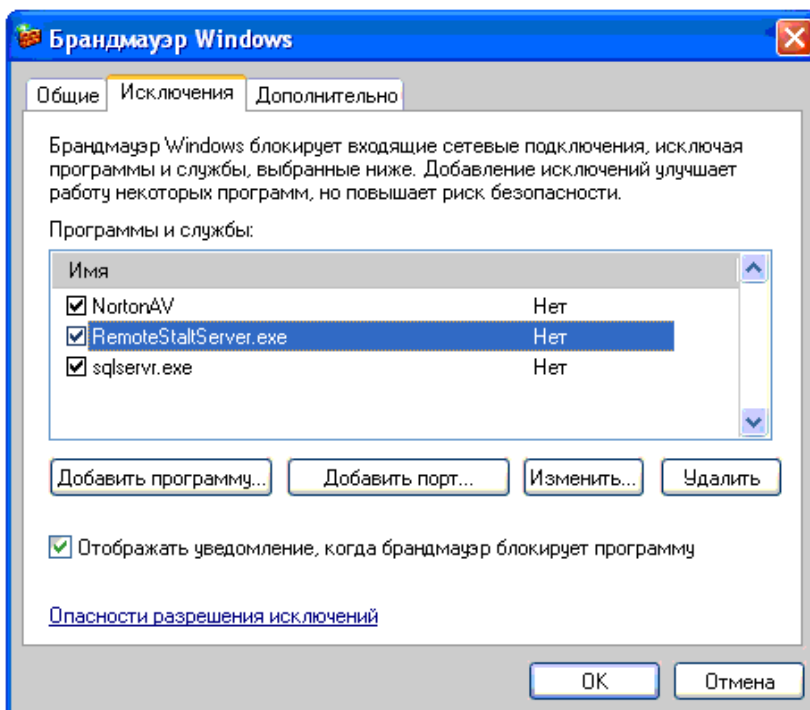 Брандмауэр Windows
Общие Исключения Дополнительно
Брандмауэр Windows блокирует входящие сетевые подключения, исключая
программы и службы, выбранные ниже. Добавление исключений улучшает
работу некоторых программ, но повышает риск безопасности.
Программы и службы:
Имя
NortonAV Нет
RemoteStaltServer.exe Нет
sqlservr.exe Нет
Добавить программу... Добавить порт... Изменить... Удалить
Отображать уведомление, когда брандмауэр блокирует программу
Опасности разрешения исключений
OK Отмена